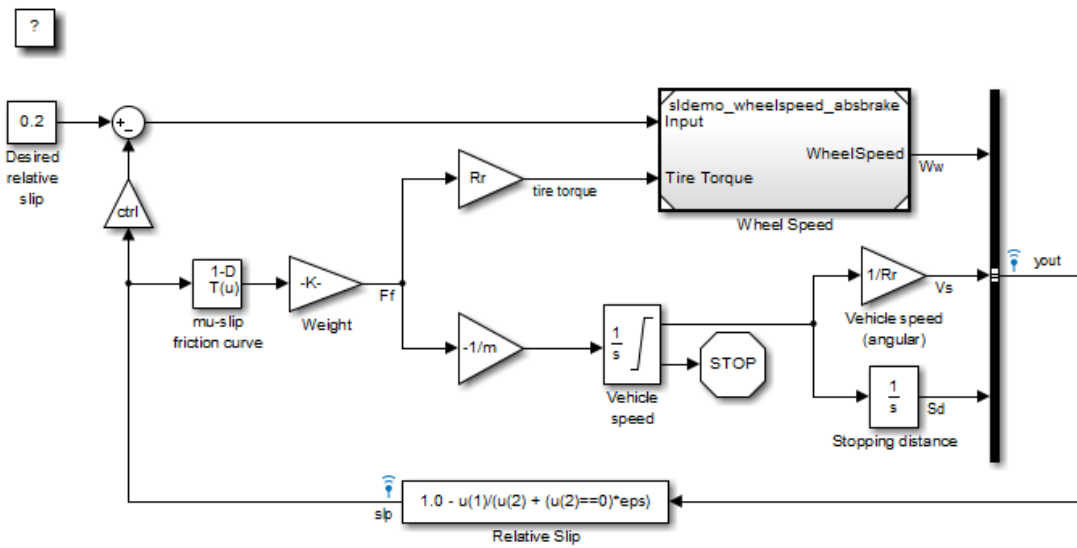 ?
sldemo_wheelspeed_absbrake
Input
WheelSpeed
Tire Torque
Wheel Speed
Ww
0.2
Desired
relative
slip
+
-
ctrl
Rr
tire torque
1-D
T(u)
mu-slip
friction curve
-K-
Weight
Ff
-1/m
1
s
Vehicle
speed
STOP
1/Rr
Vs
Vehicle speed
(angular)
yout
1
s
Sd
Stopping distance
slp
1.0 - u(1)/(u(2) + (u(2)==0)*eps)
Relative Slip